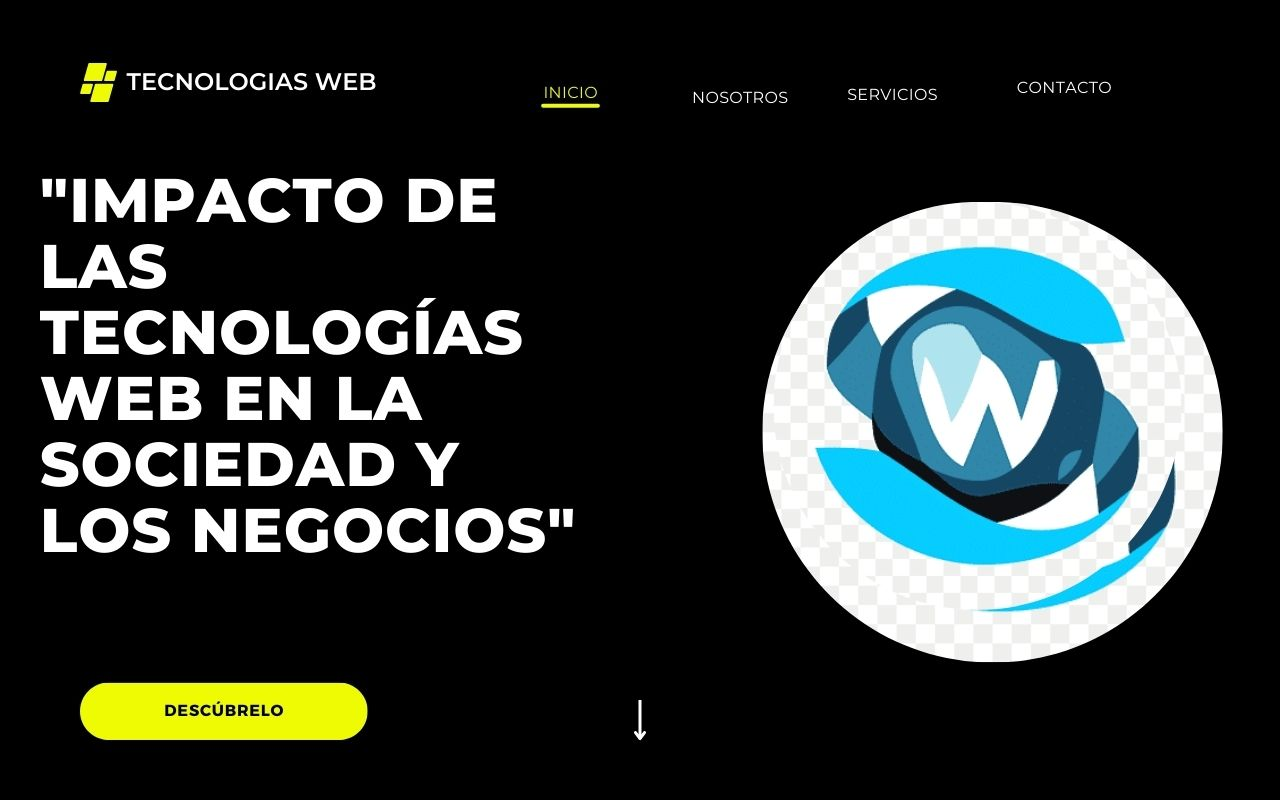 TECNOLOGIAS WEB
INICIO
NOSOTROS
SERVICIOS
CONTACTO
"IMPACTO DE
LAS
TECNOLOGÍAS
WEB EN LA
SOCIEDAD Y
LOS NEGOCIOS"
W
DESCÚBRELO